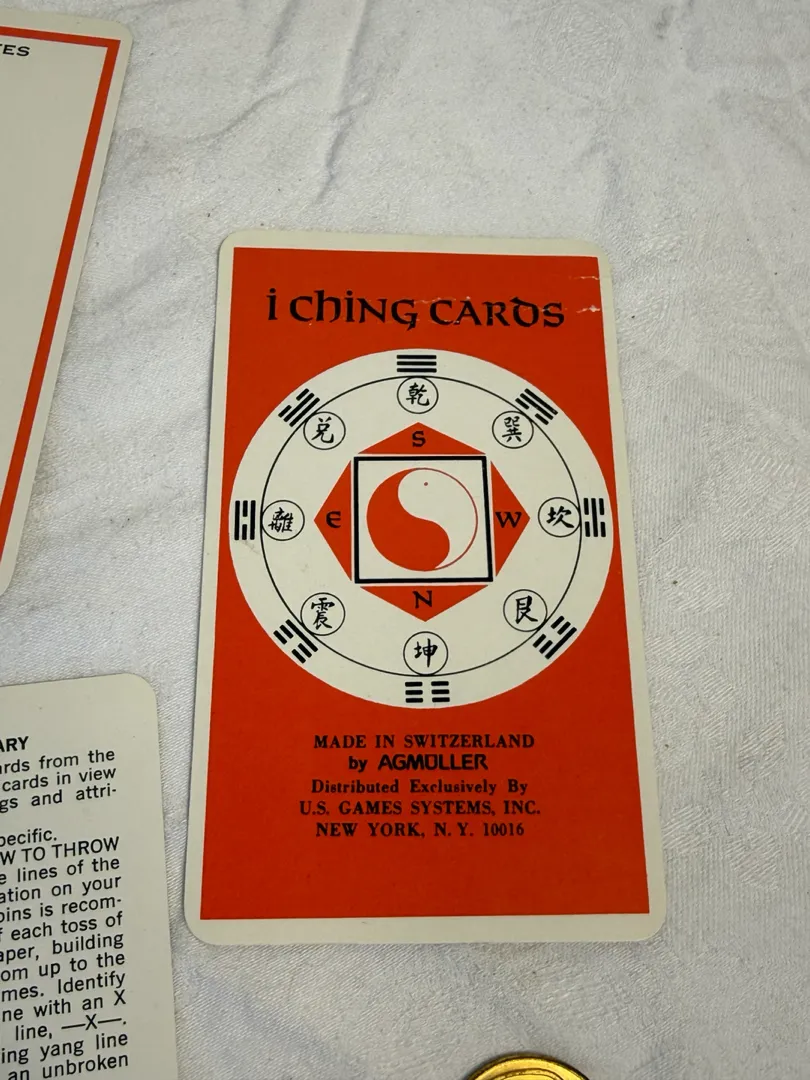 i Ching Cards
乾
兑 巽
S
離 E W 坎
N
震 艮
坤
MADE IN SWITZERLAND
by AGMÜLLER
Distributed Exclusively By
U.S. GAMES SYSTEMS, INC.
NEW YORK, N. Y. 10016
TES
ARY
rds from the
cards in view
gs and attri-
pecific.
W TO THROW
e lines of the
ation on your
oins is recom-
f each toss of
aper, building
om up to the
mes. Identify
ne with an X
line, —X—.
ing yang line
an unbroken